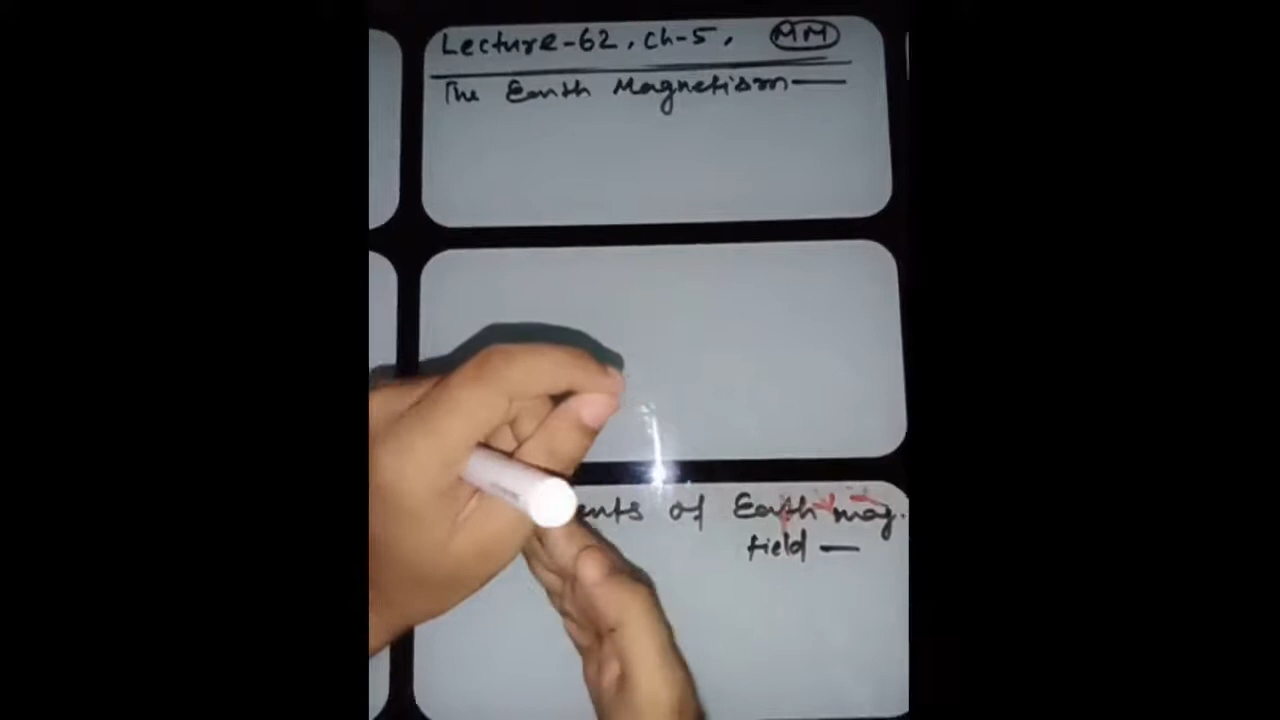 Lecture-62, Ch-5, MM
The Earth Magnetism—
ents of Earth mag.
field —